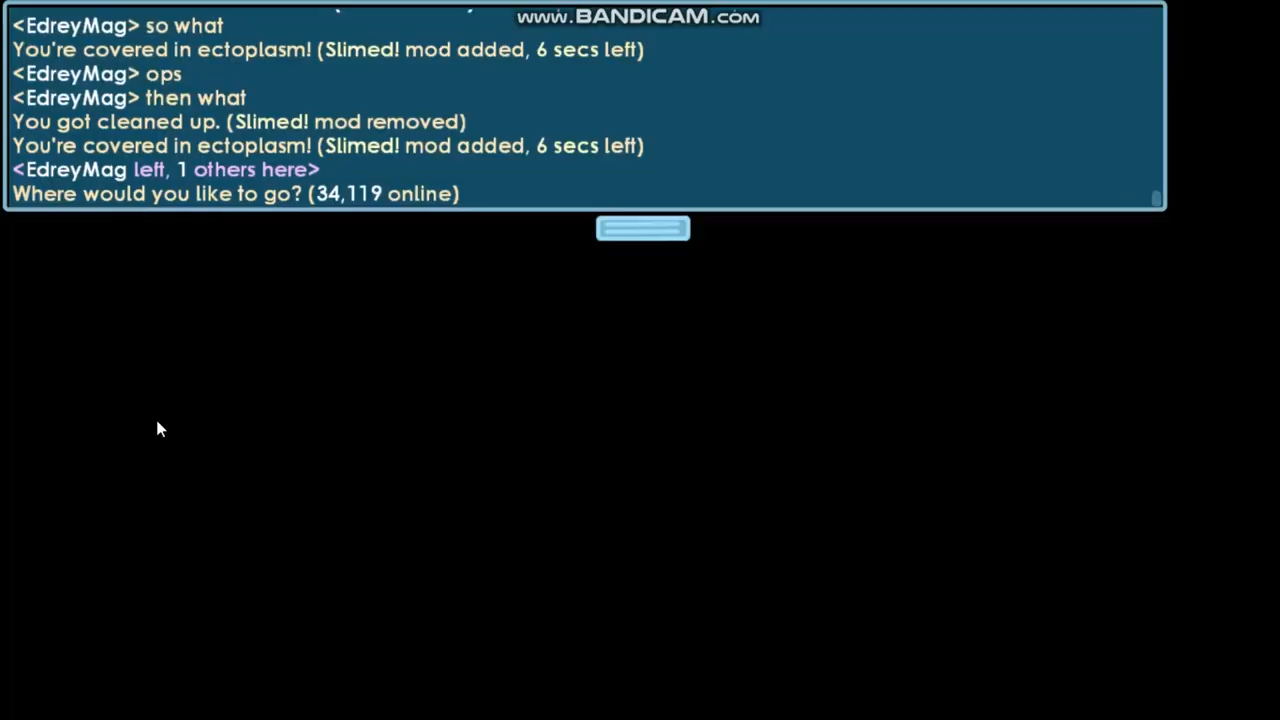 www.BANDICAM.com
<EdreyMag> so what
You're covered in ectoplasm! (Slimed! mod added, 6 secs left)
<EdreyMag> ops
<EdreyMag> then what
You got cleaned up. (Slimed! mod removed)
You're covered in ectoplasm! (Slimed! mod added, 6 secs left)
<EdreyMag left, 1 others here>
Where would you like to go? (34,119 online)